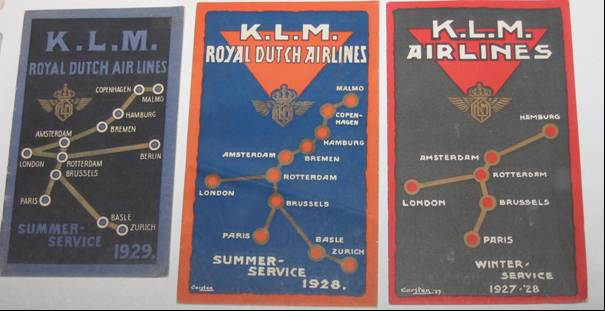 K.L.M.
ROYAL DUTCH AIR LINES
COPENHAGEN
MALMO
HAMBURG
BREMEN
AMSTERDAM
BERLIN
LONDON
ROTTERDAM
BRUSSELS
PARIS
BASLE
ZURICH
SUMMER-
SERVICE
1929.
K.L.M.
ROYAL DUTCH AIRLINES
MALMO
COPEN-
HAGEN
HAMBURG
BREMEN
AMSTERDAM
ROTTERDAM
LONDON
BRUSSELS
PARIS
BASLE
ZURICH
SUMMER-
SERVICE
1928.
Carsten
K.L.M.
AIRLINES
HAMBURG
AMSTERDAM
ROTTERDAM
LONDON
BRUSSELS
PARIS
WINTER-
SERVICE
1927-'28
Carsten